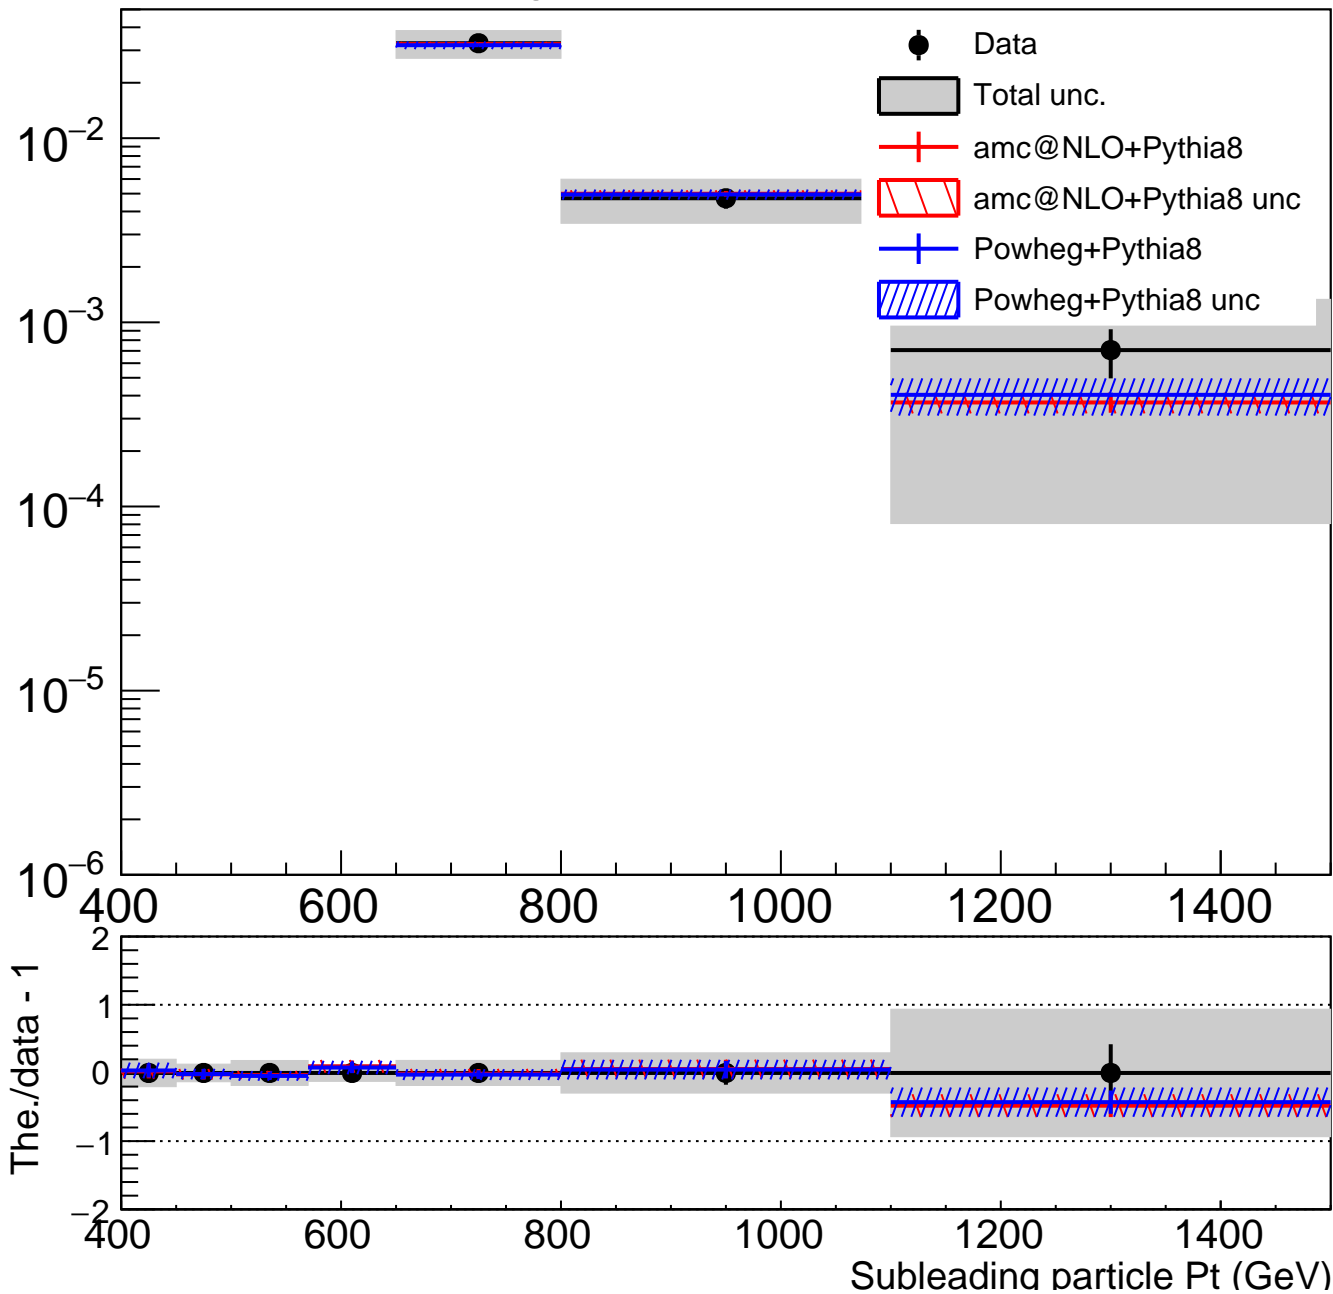 Data
Total unc.
amc@NLO+Pythia8
amc@NLO+Pythia8 unc
Powheg+Pythia8
Powheg+Pythia8 unc
10−2
10−3
10−4
10−5
10−6
400 600 800 1000 1200 1400
The./data - 1
2
1
0
−1
−2
400 600 800 1000 1200 1400
Subleading particle Pt (GeV)